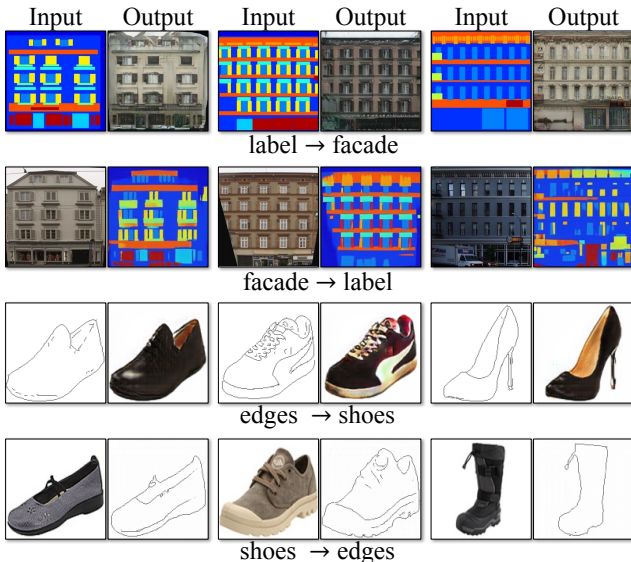 Input Output Input Output Input Output
label → facade
facade → label
edges → shoes
shoes → edges